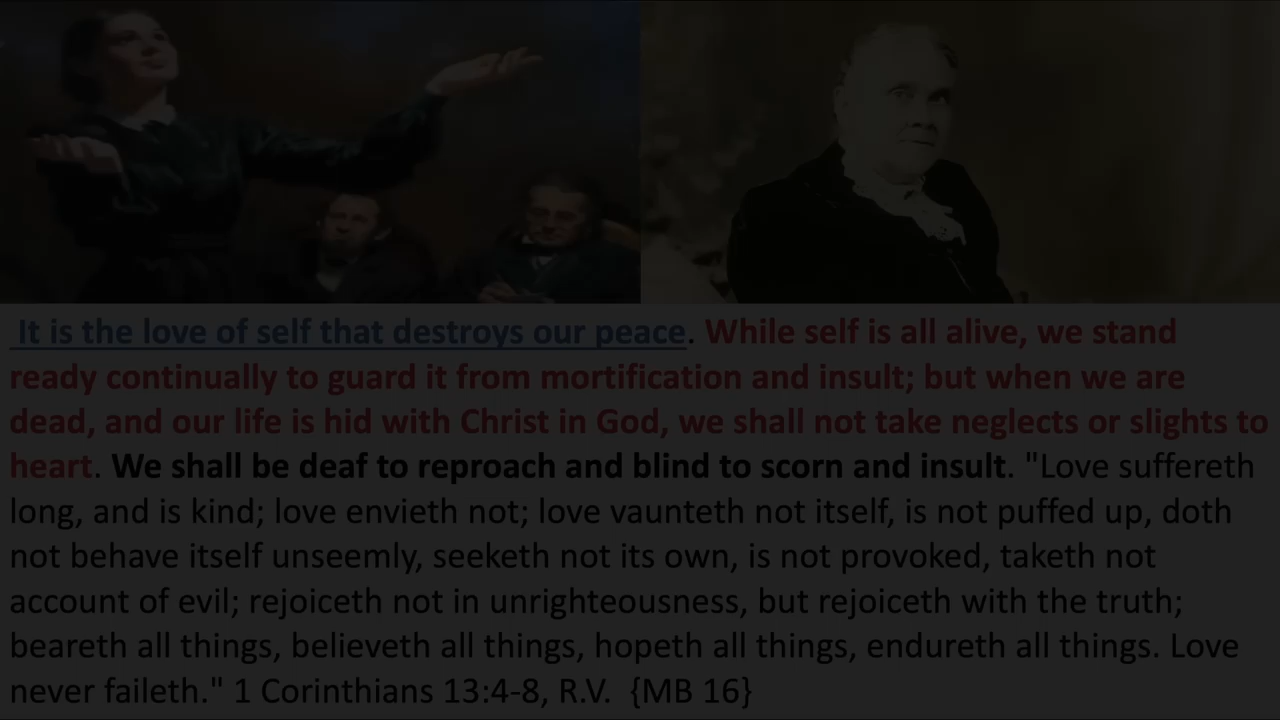 It is the love of self that destroys our peace. While self is all alive, we stand
ready continually to guard it from mortification and insult; but when we are
dead, and our life is hid with Christ in God, we shall not take neglects or slights to
heart. We shall be deaf to reproach and blind to scorn and insult. "Love suffereth
long, and is kind; love envieth not; love vaunteth not itself, is not puffed up, doth
not behave itself unseemly, seeketh not its own, is not provoked, taketh not
account of evil; rejoiceth not in unrighteousness, but rejoiceth with the truth;
beareth all things, believeth all things, hopeth all things, endureth all things. Love
never faileth." 1 Corinthians 13:4-8, R.V. {MB 16}